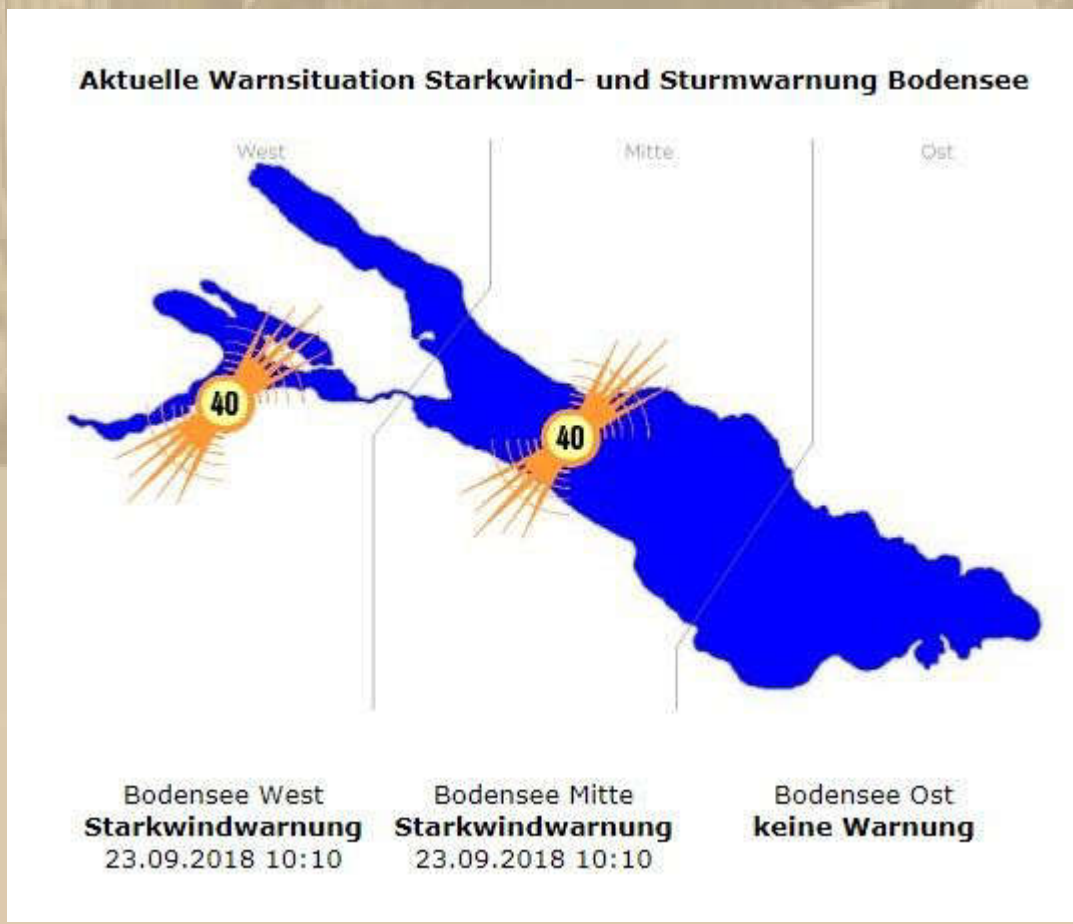 Aktuelle Warnsituation Starkwind- und Sturmwarnung Bodensee
West
Mitte
Ost
40
40
Bodensee West
Starkwindwarnung
23.09.2018 10:10
Bodensee Mitte
Starkwindwarnung
23.09.2018 10:10
Bodensee Ost
keine Warnung